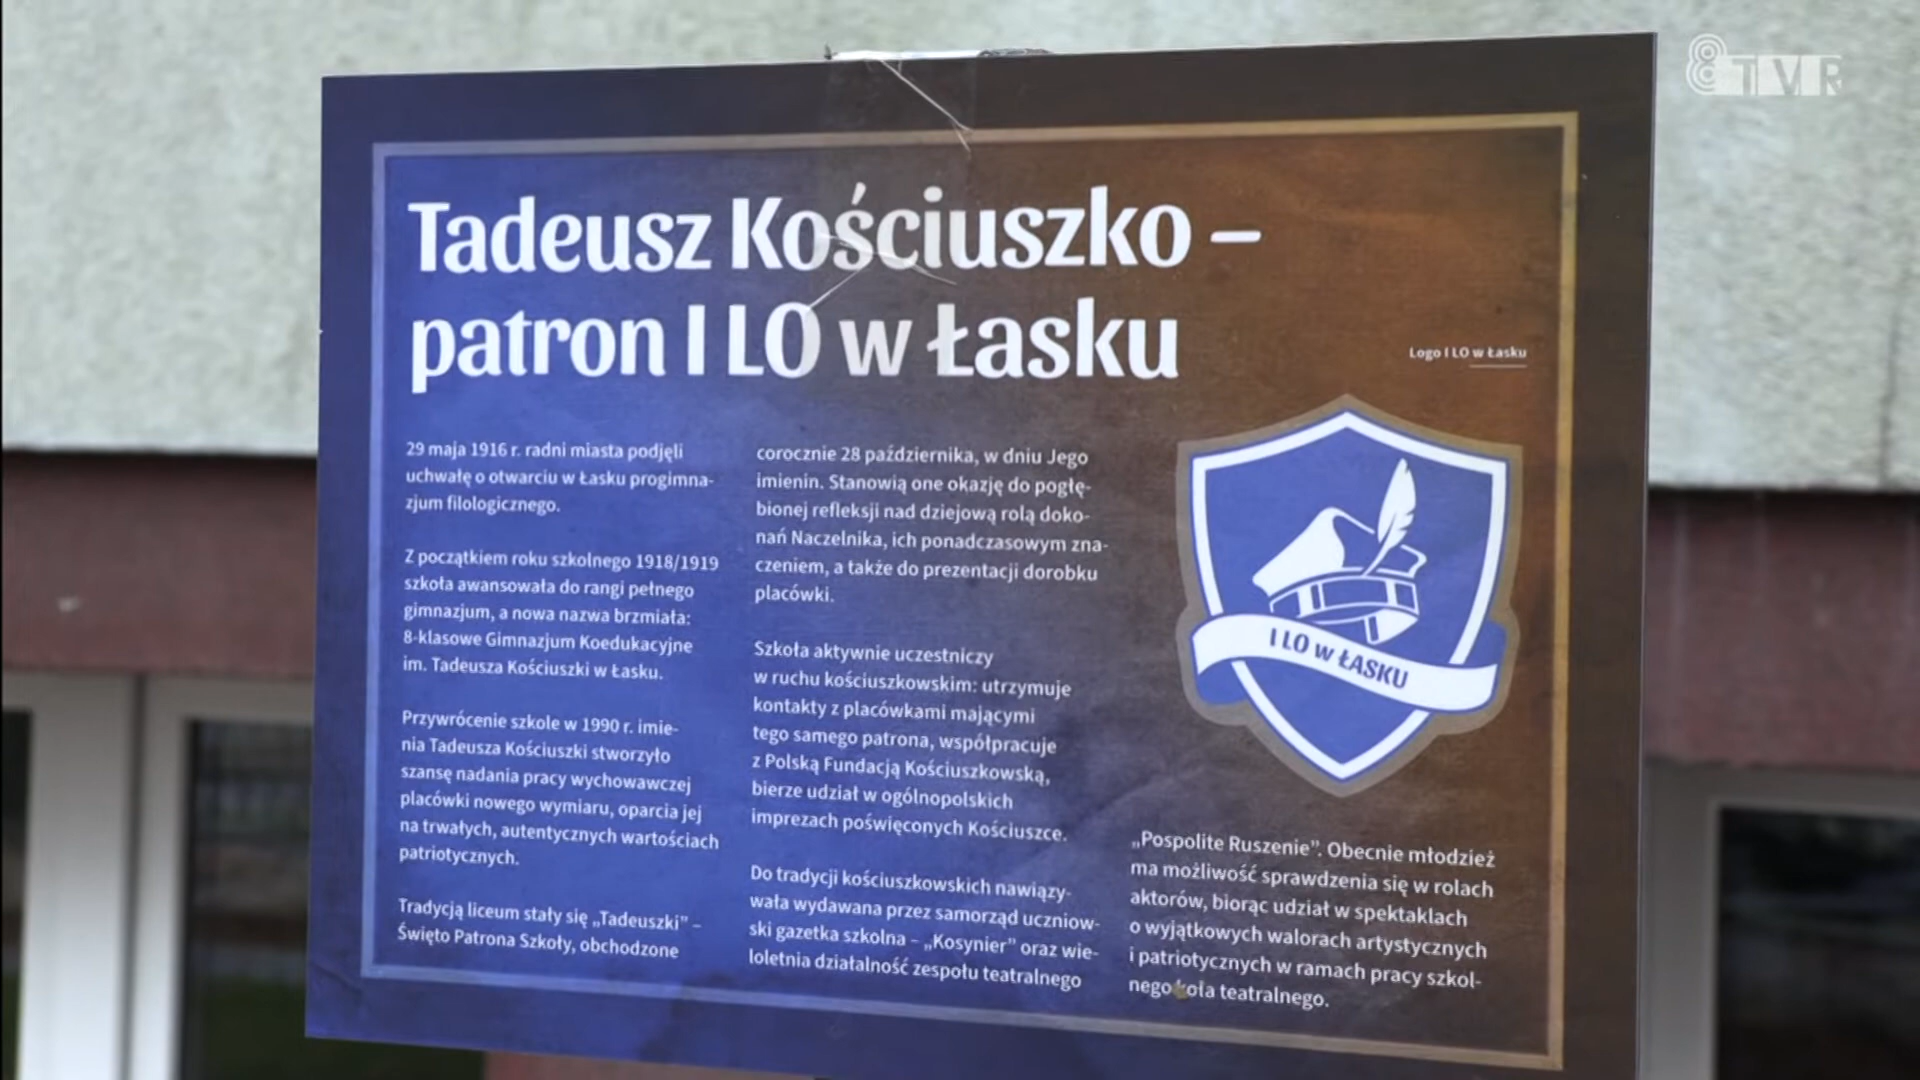 8 TVR
Tadeusz Kościuszko –
patron I LO w Łasku
29 maja 1916 r. radni miasta podjęli
uchwałę o otwarciu w Łasku progimna-
zjum filologicznego.
Z początkiem roku szkolnego 1918/1919
szkoła awansowała do rangi pełnego
gimnazjum, a nowa nazwa brzmiała:
8-klasowe Gimnazjum Koedukacyjne
im. Tadeusza Kościuszki w Łasku.
Przywrócenie szkole w 1990 r. imie-
nia Tadeusza Kościuszki stworzyło
szansę nadania pracy wychowawczej
placówki nowego wymiaru, oparcia jej
na trwałych, autentycznych wartościach
patriotycznych.
Tradycją liceum stały się „Tadeuszki” –
Święto Patrona Szkoły, obchodzone
corocznie 28 października, w dniu Jego
imienin. Stanowią one okazję do pogłę-
bionej refleksji nad dziejową rolą doko-
nań Naczelnika, ich ponadczasowym zna-
czeniem, a także do prezentacji dorobku
placówki.
Szkoła aktywnie uczestniczy
w ruchu kościuszkowskim: utrzymuje
kontakty z placówkami mającymi
tego samego patrona, współpracuje
z Polską Fundacją Kościuszkowską,
bierze udział w ogólnopolskich
imprezach poświęconych Kościuszce.
Do tradycji kościuszkowskich nawiązy-
wała wydawana przez samorząd uczniow-
ski gazetka szkolna – „Kosynier” oraz wie-
loletnia działalność zespołu teatralnego
Logo I LO w Łasku
I LO w ŁASKU
„Pospolite Ruszenie”. Obecnie młodzież
ma możliwość sprawdzenia się w rolach
aktorów, biorąc udział w spektaklach
o wyjątkowych walorach artystycznych
i patriotycznych w ramach pracy szkol-
nego koła teatralnego.